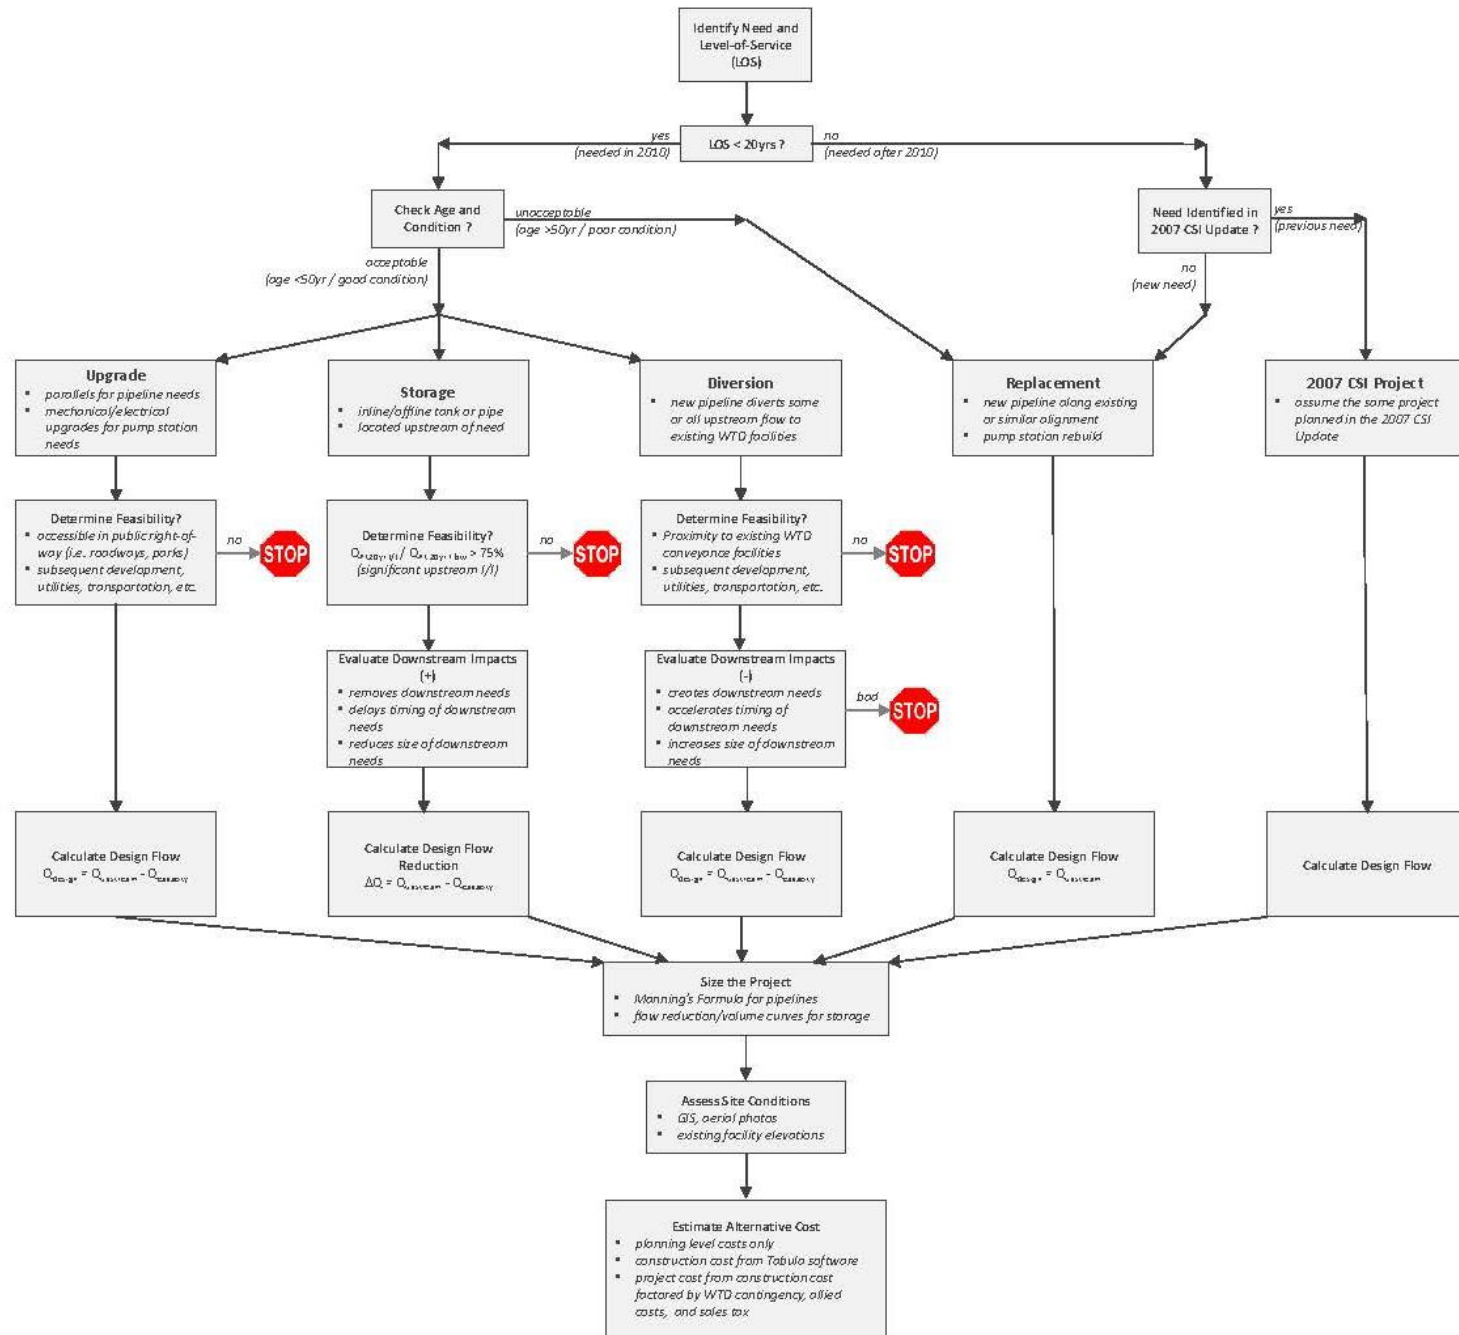 Identify Need and
Level-of-Service
(LOS)
LOS < 20yrs ?
yes
(needed in 2010)
no
(needed after 2010)
Check Age and
Condition ?
unacceptable
(age >50yr / poor condition)
acceptable
(age <50yr / good condition)
Need Identified in
2007 CSI Update ?
yes
(previous need)
no
(new need)
Upgrade
▪ parallels for pipeline needs
▪ mechanical/electrical
upgrades for pump station
needs
Storage
▪ inline/offline tank or pipe
▪ located upstream of need
Diversion
▪ new pipeline diverts some
or all upstream flow to
existing WTD facilities
Replacement
▪ new pipeline along existing
or similar alignment
▪ pump station rebuild
2007 CSI Project
▪ assume the same project
planned in the 2007 CSI
Update
Determine Feasibility?
▪ accessible in public right-of-
way (i.e.. roadways, parks)
▪ subsequent development,
utilities, transportation, etc.
no
STOP
Determine Feasibility?
> 75%
(significant upstream I/I)
no
STOP
Determine Feasibility?
▪ Proximity to existing WTD
conveyance facilities
▪ subsequent development,
utilities, transportation, etc.
no
STOP
Evaluate Downstream Impacts
(+)
▪ removes downstream needs
▪ delays timing of downstream
needs
▪ reduces size of downstream
needs
Evaluate Downstream Impacts
(-)
▪ creates downstream needs
▪ accelerates timing of
downstream needs
▪ increases size of downstream
needs
bad
STOP
Calculate Design Flow
Qdesign = Qupstream - Qcapacity
Calculate Design Flow
Reduction
ΔQ = Qupstream - Qcapacity
Calculate Design Flow
Qdesign = Qupstream - Qcapacity
Calculate Design Flow
Qdesign = Qupstream
Calculate Design Flow
Size the Project
▪ Manning's Formula for pipelines
▪ flow reduction/volume curves for storage
Assess Site Conditions
▪ GIS, aerial photos
▪ existing facility elevations
Estimate Alternative Cost
▪ planning level costs only
▪ construction cost from Tabula software
▪ project cost from construction cost
factored by WTD contingency, allied
costs, and sales tax